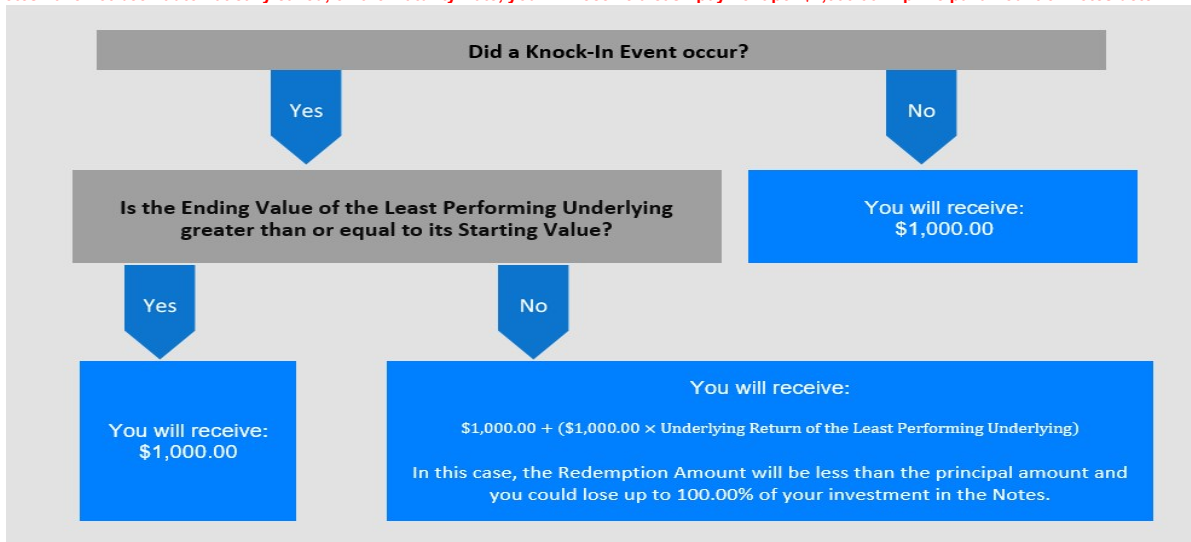 Did a Knock-In Event occur?
Yes
No
Is the Ending Value of the Least Performing Underlying
greater than or equal to its Starting Value?
You will receive:
$1,000.00
Yes
No
You will receive:
$1,000.00
You will receive:
$1,000.00 + ($1,000.00 × Underlying Return of the Least Performing Underlying)
In this case, the Redemption Amount will be less than the principal amount and
you could lose up to 100.00% of your investment in the Notes.